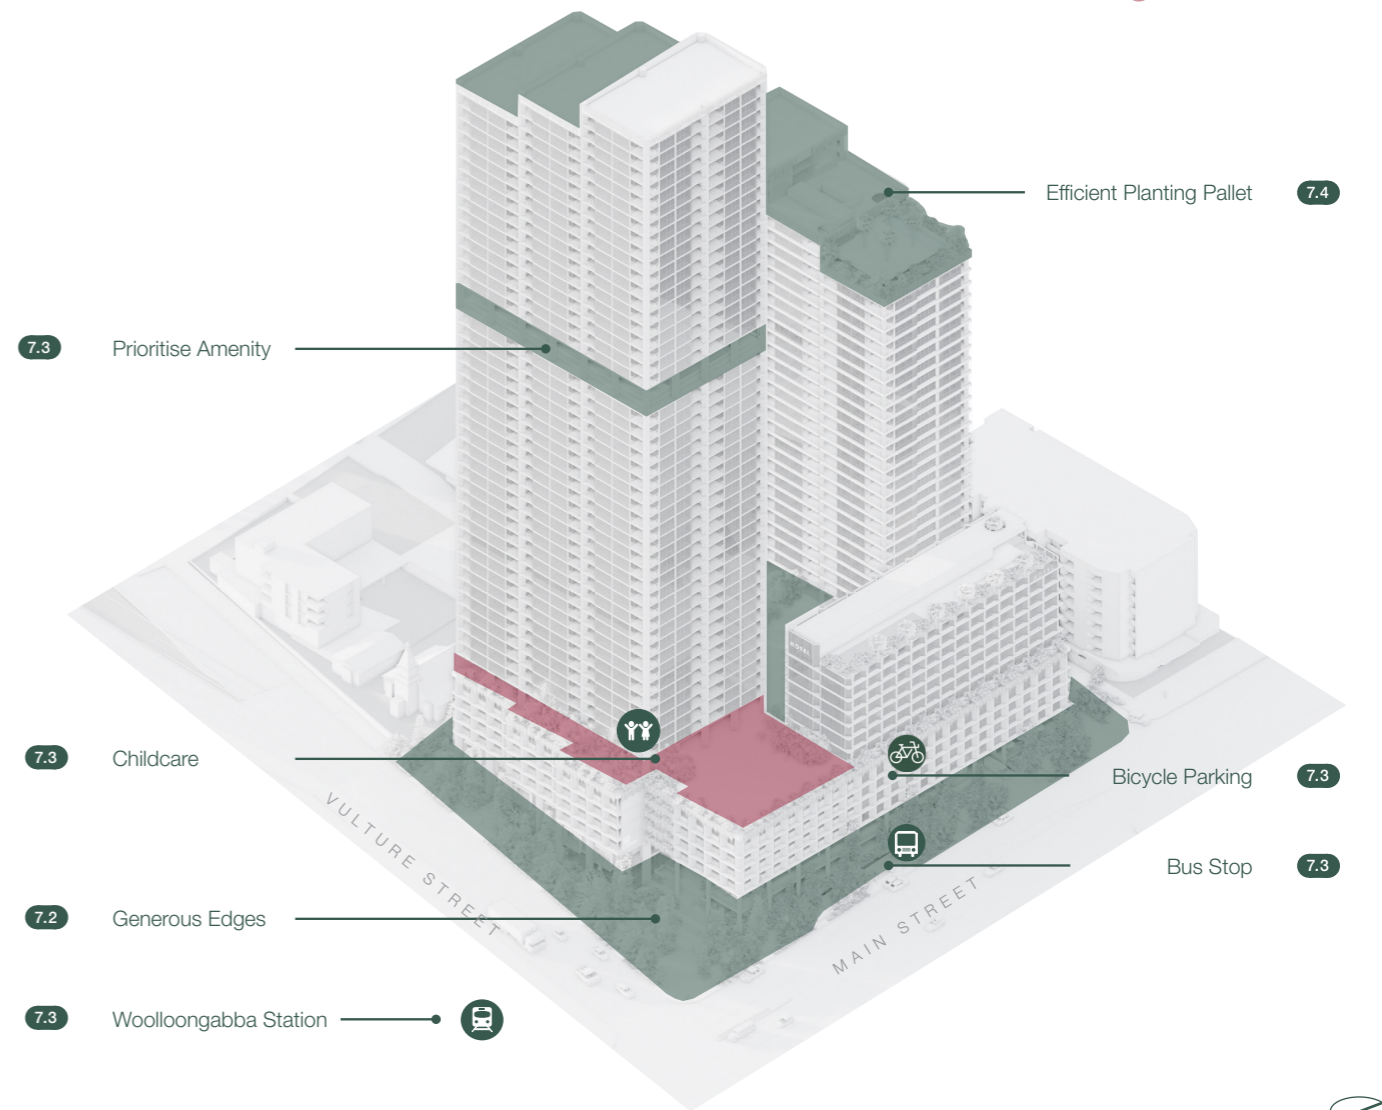 Efficient Planting Pallet 7.4
7.3 Prioritise Amenity
HOTEL
7.3 Childcare
Bicycle Parking 7.3
VULTURE STREET
Bus Stop 7.3
7.2 Generous Edges
MAIN STREET
7.3 Woolloongabba Station